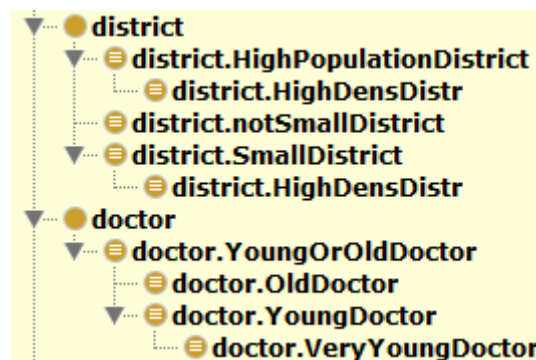 district
district.HighPopulationDistrict
district.HighDensDistr
district.notSmallDistrict
district.SmallDistrict
district.HighDensDistr
doctor
doctor.YoungOrOldDoctor
doctor.OldDoctor
doctor.YoungDoctor
doctor.VeryYoungDoctor